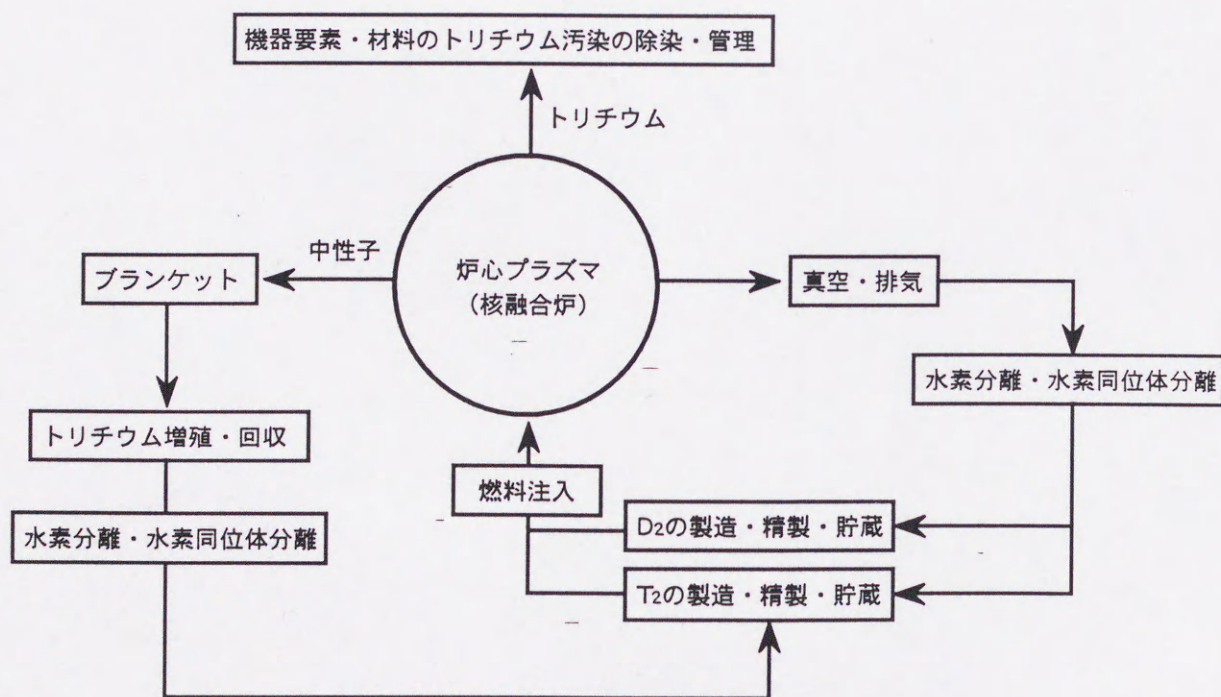 機器要素・材料のトリチウム汚染の除染・管理
トリチウム
中性子
ブランケット
炉心プラズマ
(核融合炉)
真空・排気
水素分離・水素同位体分離
トリチウム増殖・回収
燃料注入
水素分離・水素同位体分離
D2の製造・精製・貯蔵
T2の製造・精製・貯蔵